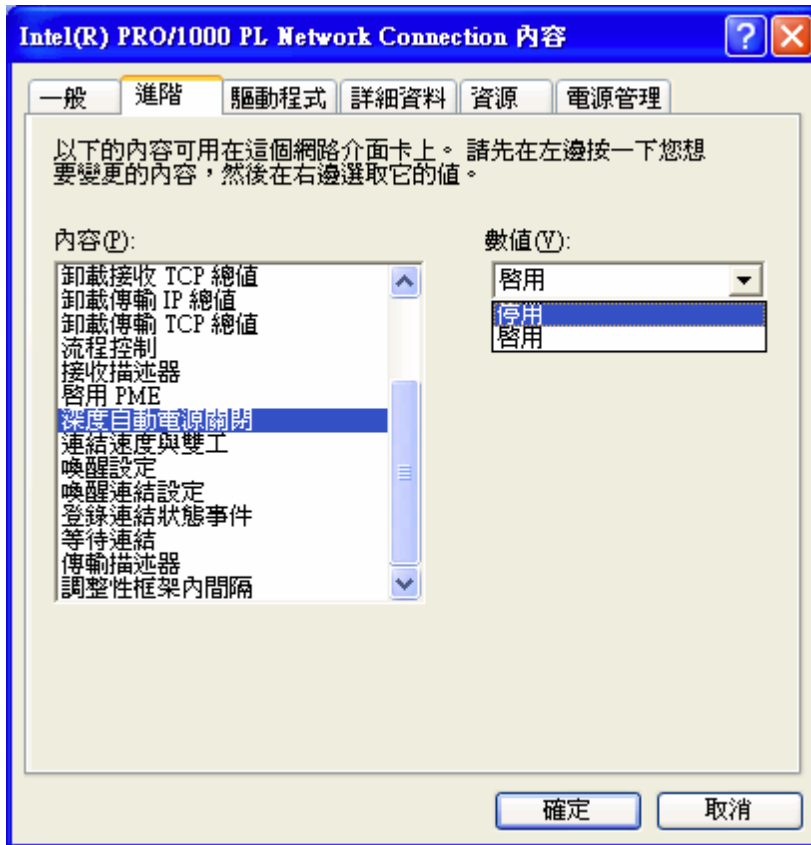 Intel(R) PRO/1000 PL Network Connection 內容
一般 進階 驅動程式 詳細資料 資源 電源管理
以下的內容可用在這個網路介面卡上。 請先在左邊按一下您想
要變更的內容，然後在右邊選取它的值。
內容(P):
卸載接收 TCP 總值
卸載傳輸 IP 總值
卸載傳輸 TCP 總值
流程控制
接收描述器
啓用 PME
深度自動電源關閉
連結速度與雙工
喚醒設定
喚醒連結設定
登錄連結狀態事件
等待連結
傳輸描述器
調整性框架內間隔
數值(V):
啓用
停用
啓用
確定 取消